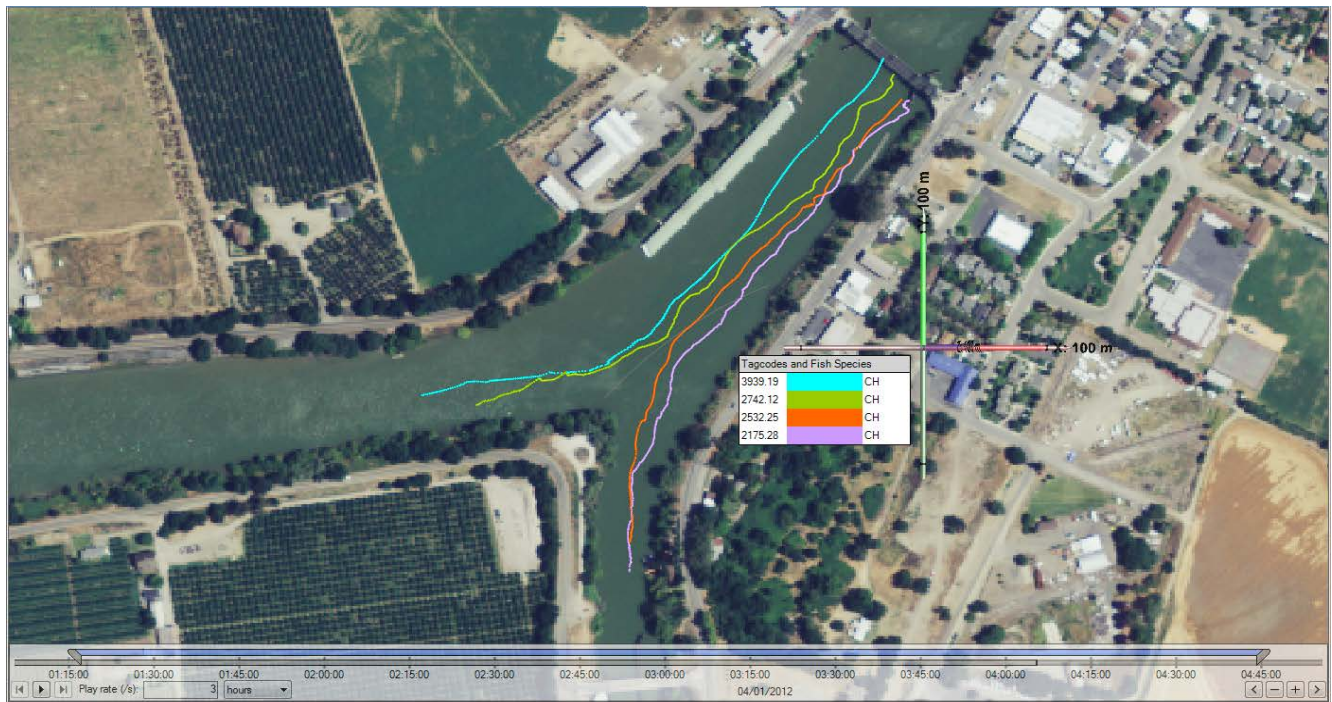 Y: 100 m
X: 100 m
Tagcodes and Fish Species
3939.19 CH
2742.12 CH
2532.25 CH
2175.28 CH
01:15:00 01:30:00 01:45:00 02:00:00 02:15:00 02:30:00 02:45:00 03:00:00 03:15:00 03:30:00 03:45:00 04:00:00 04:15:00 04:30:00 04:45:00
Play rate (/s): 3 hours
04/01/2012